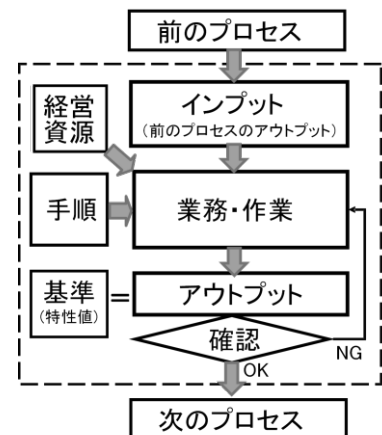 前のプロセス
経営
資源
インプット
(前のプロセスのアウトプット)
手順
業務・作業
基準
(特性値)
=
アウトプット
確認
NG
OK
次のプロセス